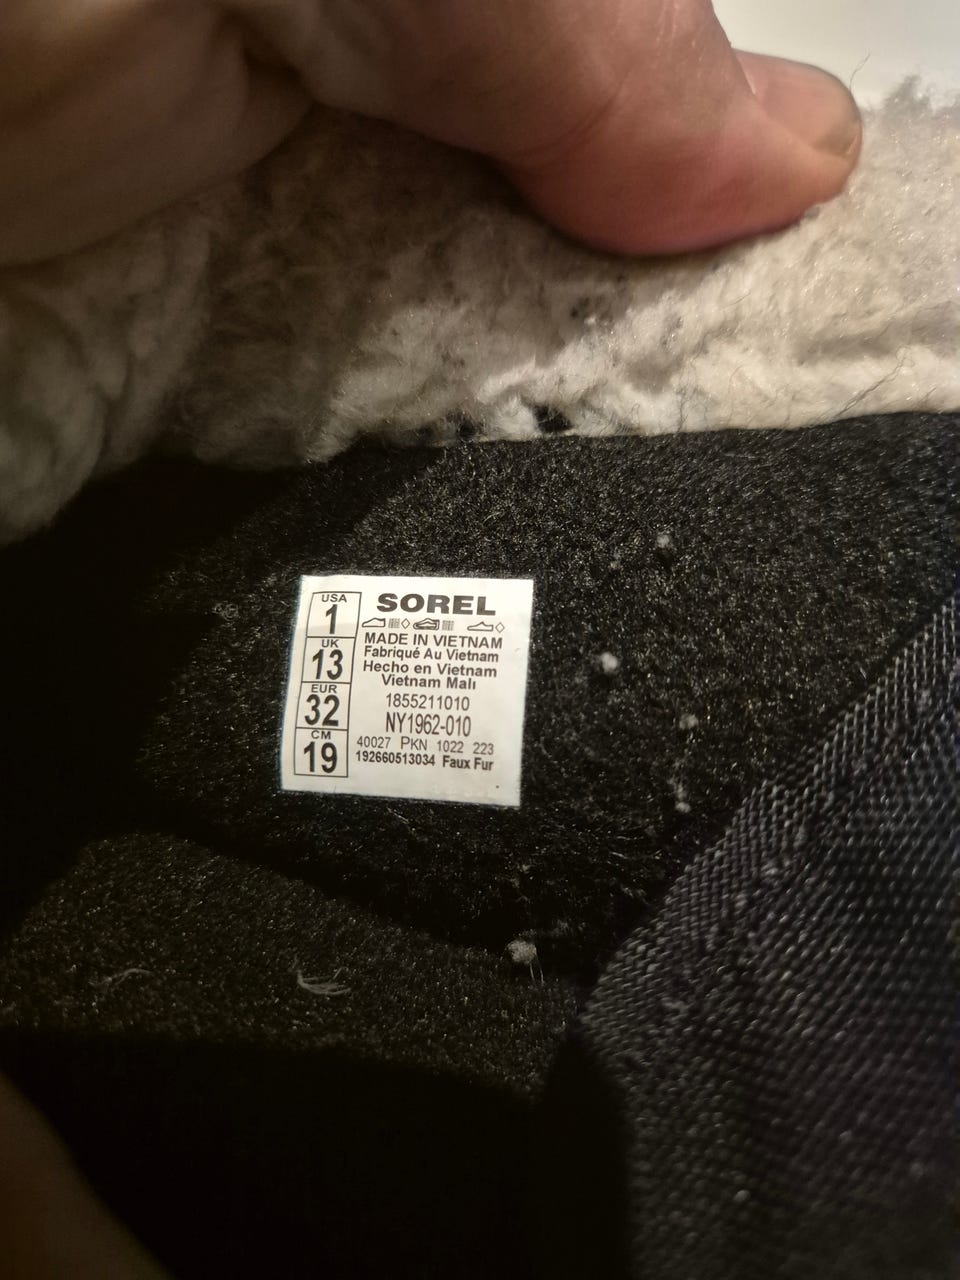 USA
1
UK
13
EUR
32
CM
19
SOREL
MADE IN VIETNAM
Fabriqué Au Vietnam
Hecho en Vietnam
Vietnam Malı
1855211010
NY1962-010
40027 PKN 1022 223
192660513034 Faux Fur